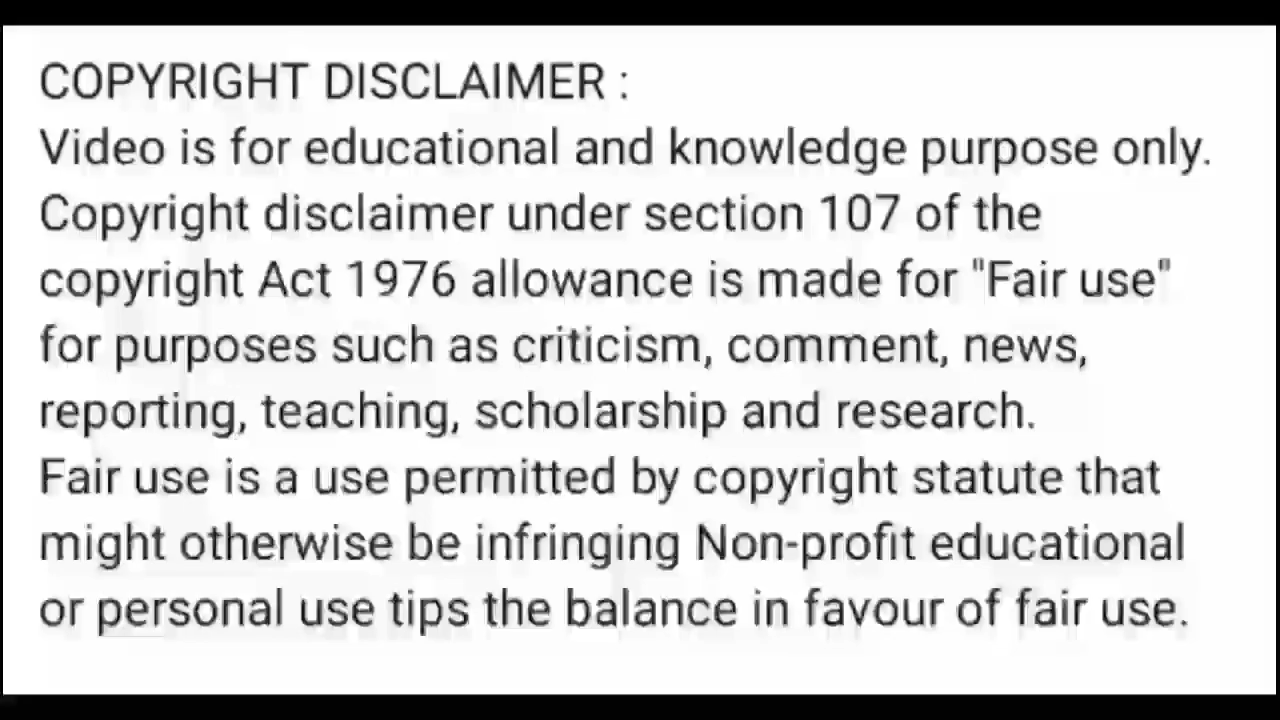 COPYRIGHT DISCLAIMER :
Video is for educational and knowledge purpose only.
Copyright disclaimer under section 107 of the
copyright Act 1976 allowance is made for "Fair use"
for purposes such as criticism, comment, news,
reporting, teaching, scholarship and research.
Fair use is a use permitted by copyright statute that
might otherwise be infringing Non-profit educational
or personal use tips the balance in favour of fair use.